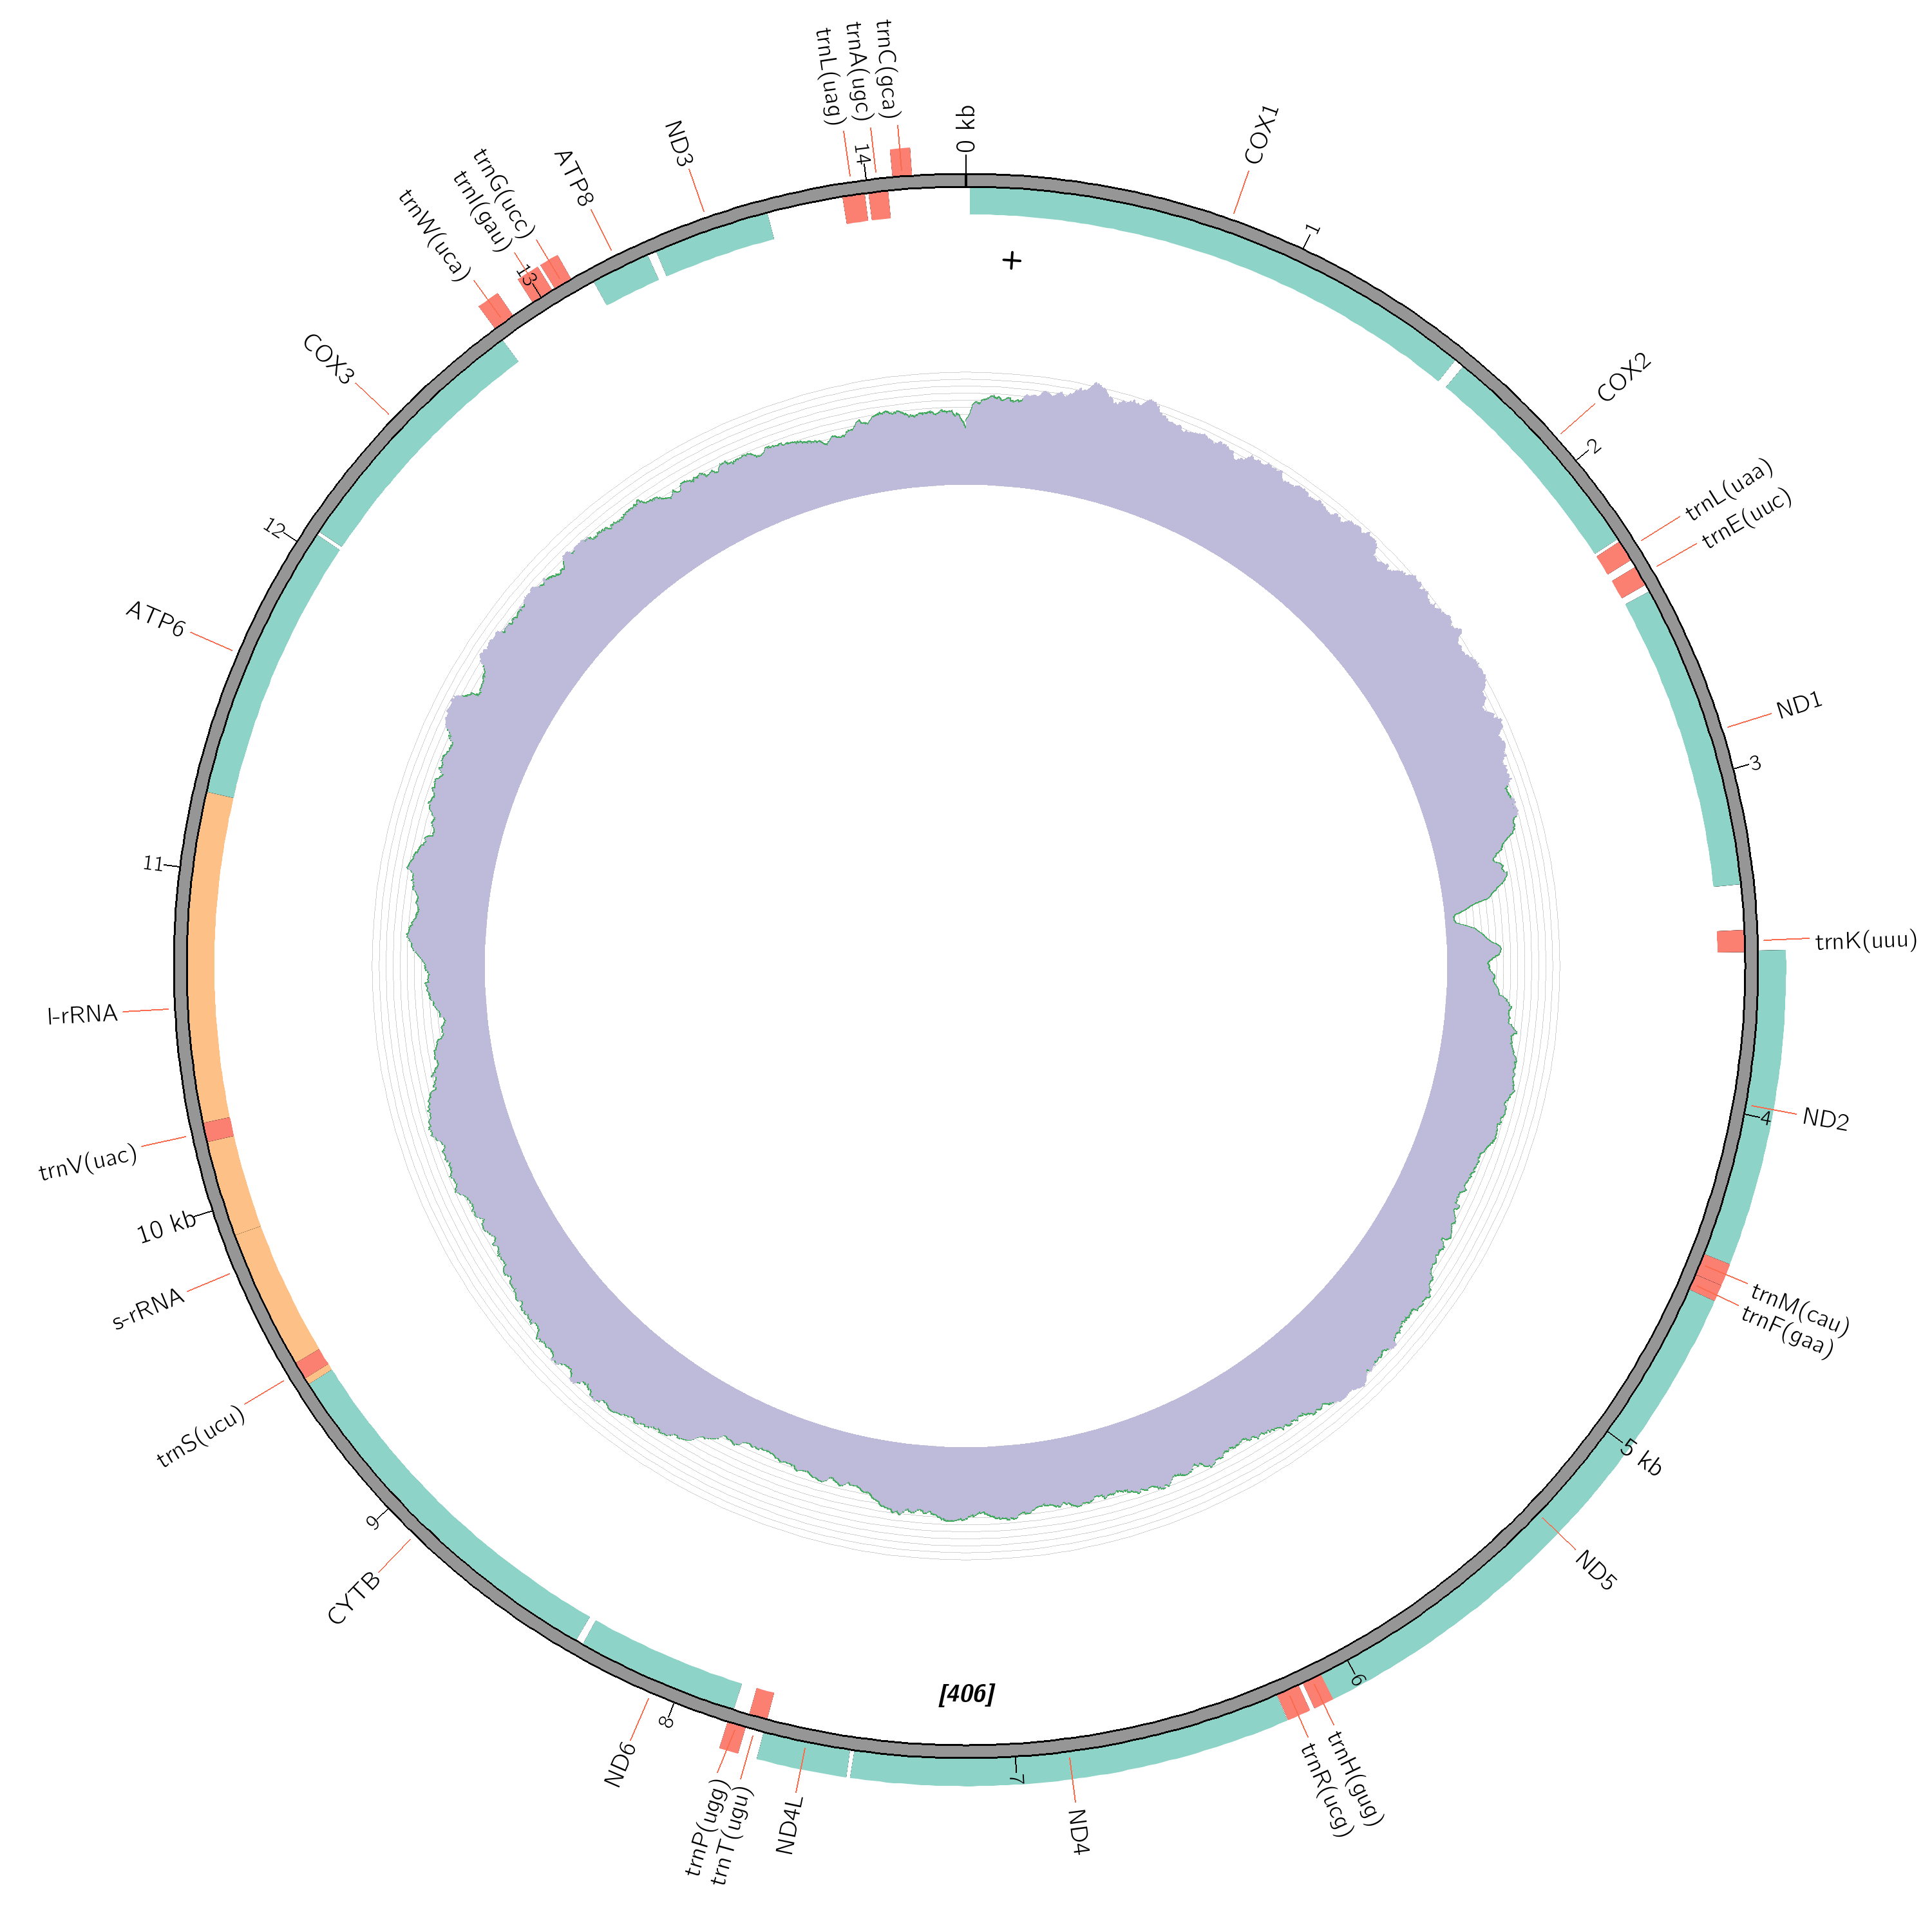 0 kb
COX1
1
COX2
2
trnL(uaa)
trnE(uuc)
ND1
3
trnK(uuu)
ND2
4
trnM(cau)
trnF(gaa)
5 kb
ND5
6
trnH(gug)
trnR(ucg)
ND4
7
ND4L
trnT(ugu)
trnP(ugg)
8
ND6
CYTB
9
trnS(ucu)
s-rRNA
10 kb
trnV(uac)
l-rRNA
11
ATP6
12
COX3
trnW(uca)
13
trnI(gau)
trnG(ucc)
ATP8
ND3
trnL(uag)
14
trnA(ugc)
trnC(gca)
+
[406]